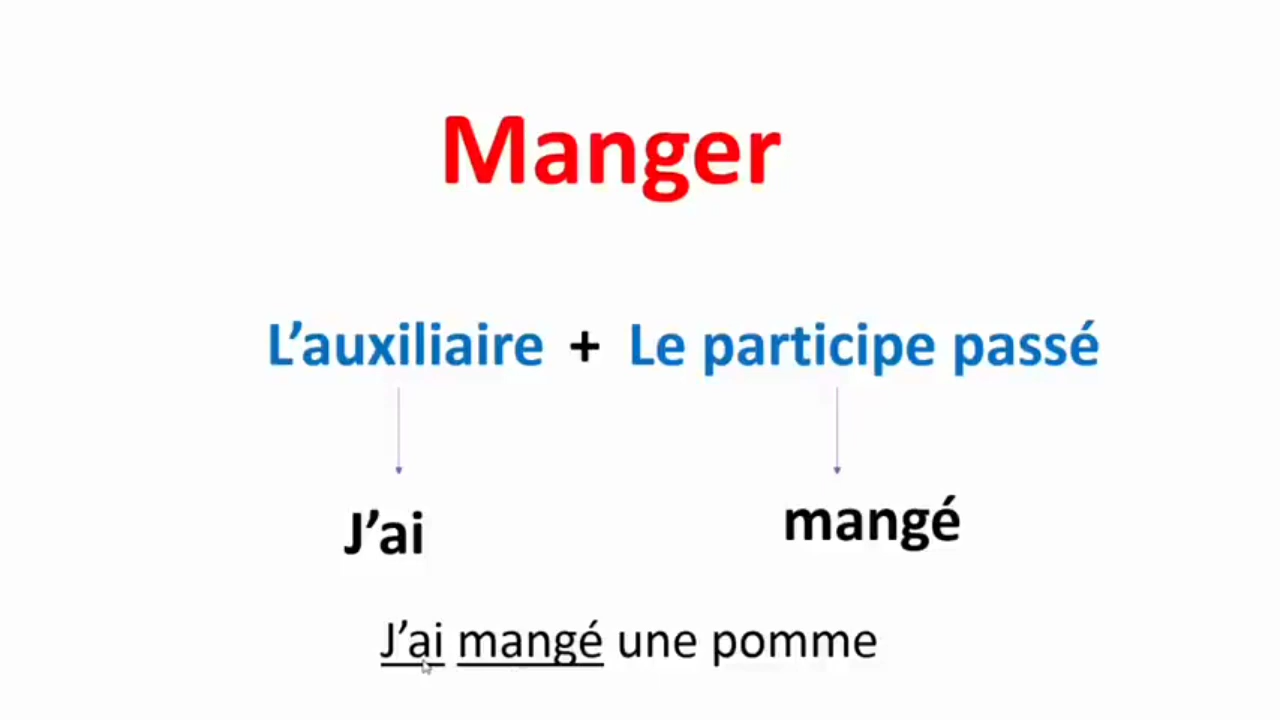 Manger
L’auxiliaire + Le participe passé
J’ai mangé
J’ai mangé une pomme